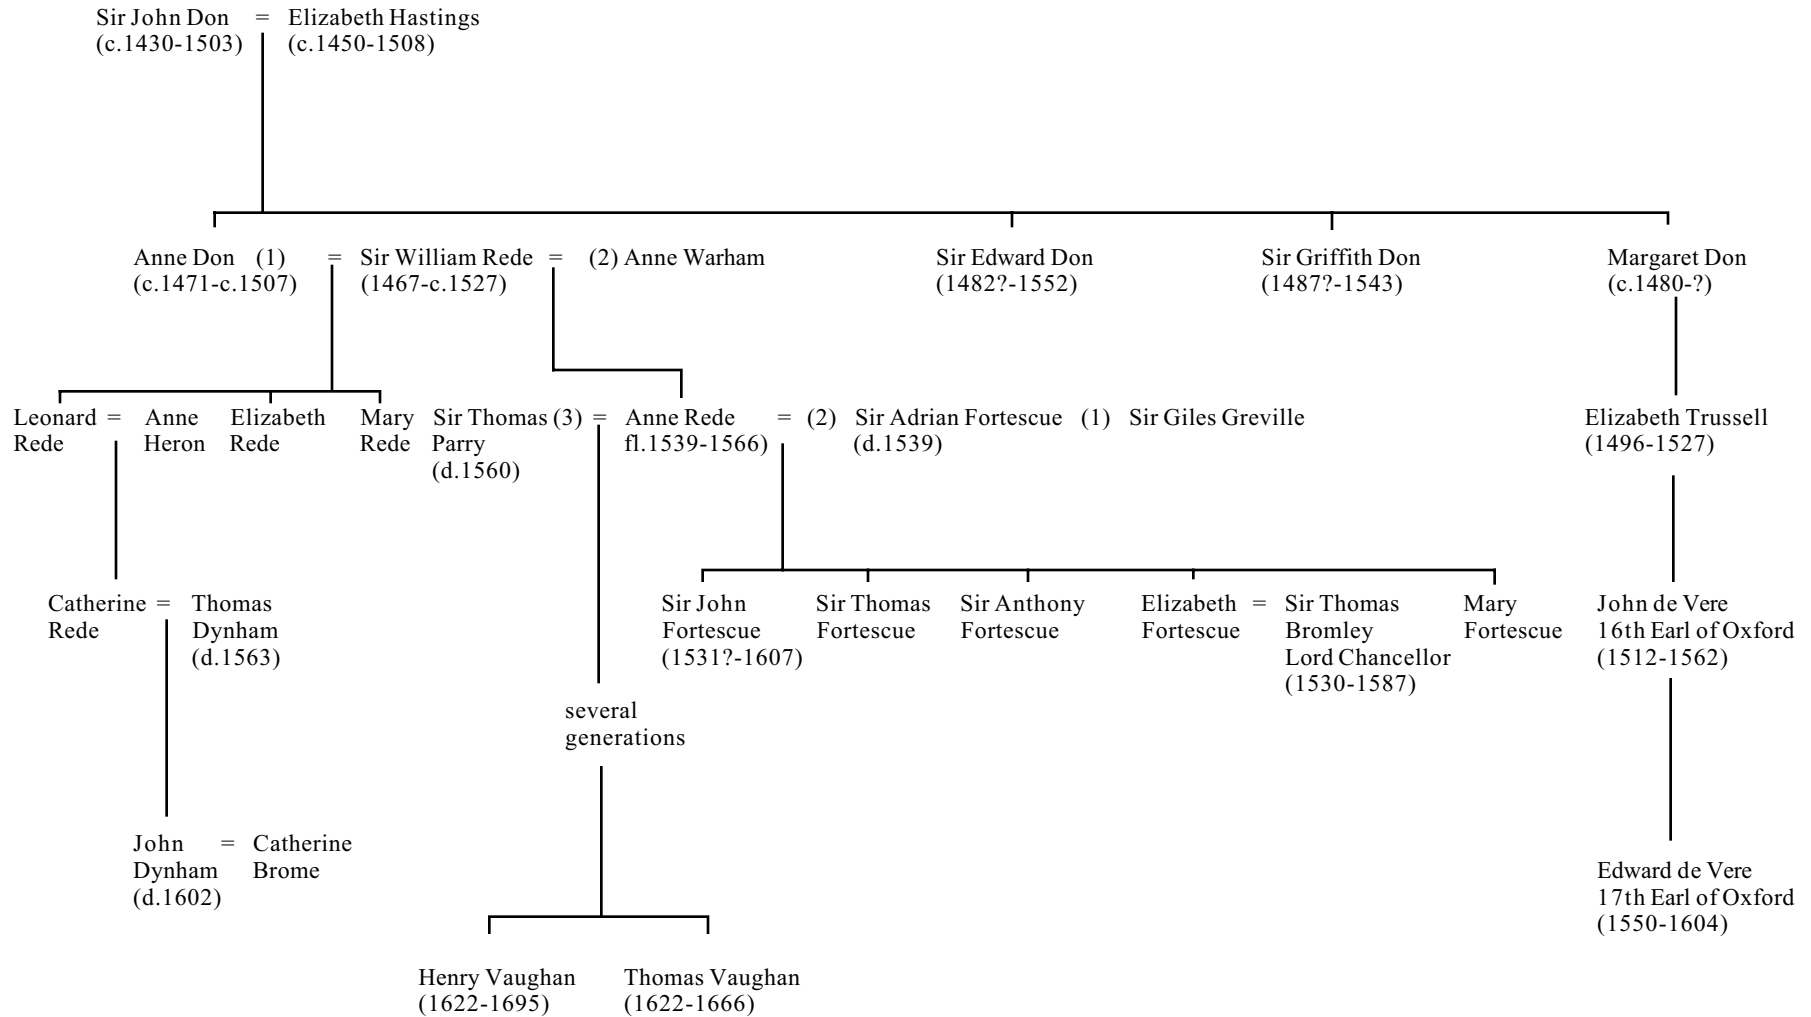 Sir John Don = Elizabeth Hastings
(c.1430-1503) (c.1450-1508)
Anne Don (1) = Sir William Rede = (2) Anne Warham Sir Edward Don Sir Griffith Don Margaret Don
(c.1471-c.1507) (1467-c.1527) (1482?-1552) (1487?-1543) (c.1480-?)
Leonard = Anne Elizabeth Mary Sir Thomas (3) = Anne Rede = (2) Sir Adrian Fortescue (1) Sir Giles Greville Elizabeth Trussell
Rede Heron Rede Rede Parry fl.1539-1566) (d.1539) (1496-1527)
(d.1560)
Catherine = Thomas Sir John Sir Thomas Sir Anthony Elizabeth = Sir Thomas Mary John de Vere
Rede Dynham Fortescue Fortescue Fortescue Fortescue Bromley Fortescue 16th Earl of Oxford
(d.1563) (1531?-1607) Lord Chancellor (1512-1562)
(1530-1587)
several
generations
John = Catherine
Dynham Brome Edward de Vere
(d.1602) 17th Earl of Oxford
(1550-1604)
Henry Vaughan Thomas Vaughan
(1622-1695) (1622-1666)